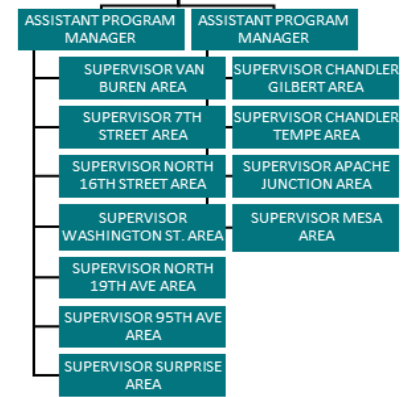 ASSISTANT PROGRAM
MANAGER
SUPERVISOR VAN
BUREN AREA
SUPERVISOR 7TH
STREET AREA
SUPERVISOR NORTH
16TH STREET AREA
SUPERVISOR
WASHINGTON ST. AREA
SUPERVISOR NORTH
19TH AVE AREA
SUPERVISOR 95TH AVE
AREA
SUPERVISOR SURPRISE
AREA
ASSISTANT PROGRAM
MANAGER
SUPERVISOR CHANDLER
GILBERT AREA
SUPERVISOR CHANDLER
TEMPE AREA
SUPERVISOR APACHE
JUNCTION AREA
SUPERVISOR MESA
AREA